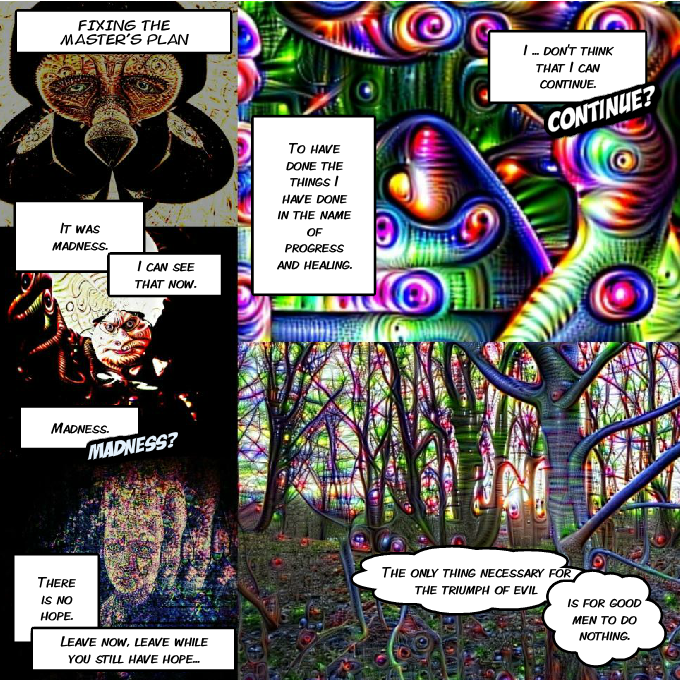 FIXING THE
MASTER'S PLAN
IT WAS
MADNESS.
I CAN SEE
THAT NOW.
MADNESS.
MADNESS?
THERE
IS NO
HOPE.
LEAVE NOW, LEAVE WHILE
YOU STILL HAVE HOPE...
I ... DON'T THINK
THAT I CAN
CONTINUE.
CONTINUE?
TO HAVE
DONE THE
THINGS I
HAVE DONE
IN THE NAME
OF
PROGRESS
AND HEALING.
THE ONLY THING NECESSARY FOR
THE TRIUMPH OF EVIL
IS FOR GOOD
MEN TO DO
NOTHING.